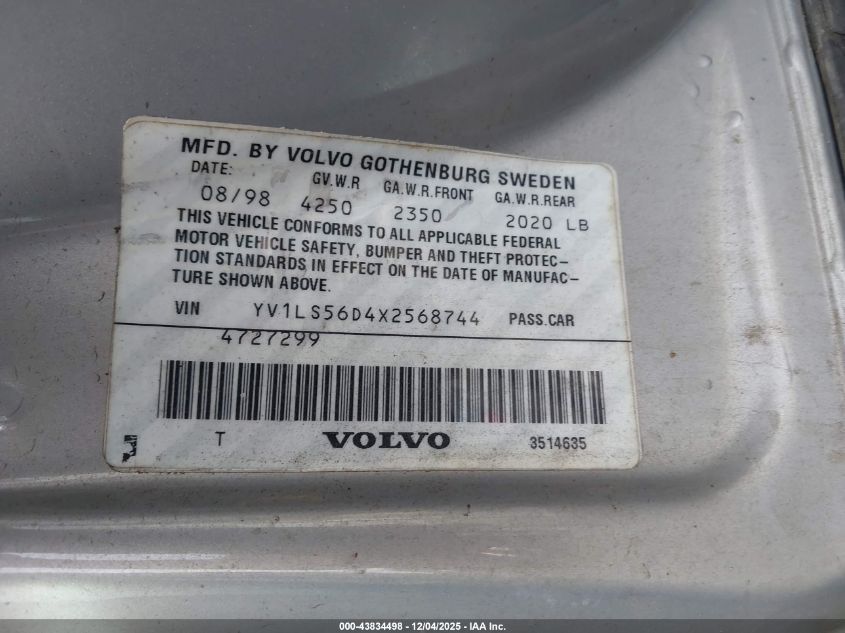 MFD. BY VOLVO GOTHENBURG SWEDEN
DATE: GV.W.R GA.W.R.FRONT GA.W.R.REAR
08/98 4250 2350 2020 LB
THIS VEHICLE CONFORMS TO ALL APPLICABLE FEDERAL
MOTOR VEHICLE SAFETY, BUMPER AND THEFT PROTEC-
TION STANDARDS IN EFFECT ON THE DATE OF MANUFAC-
TURE SHOWN ABOVE.
VIN YV1LS56D4X2568744 PASS.CAR
4727299
T VOLVO 3514635
000-43834498 - 12/04/2025 - IAA Inc.